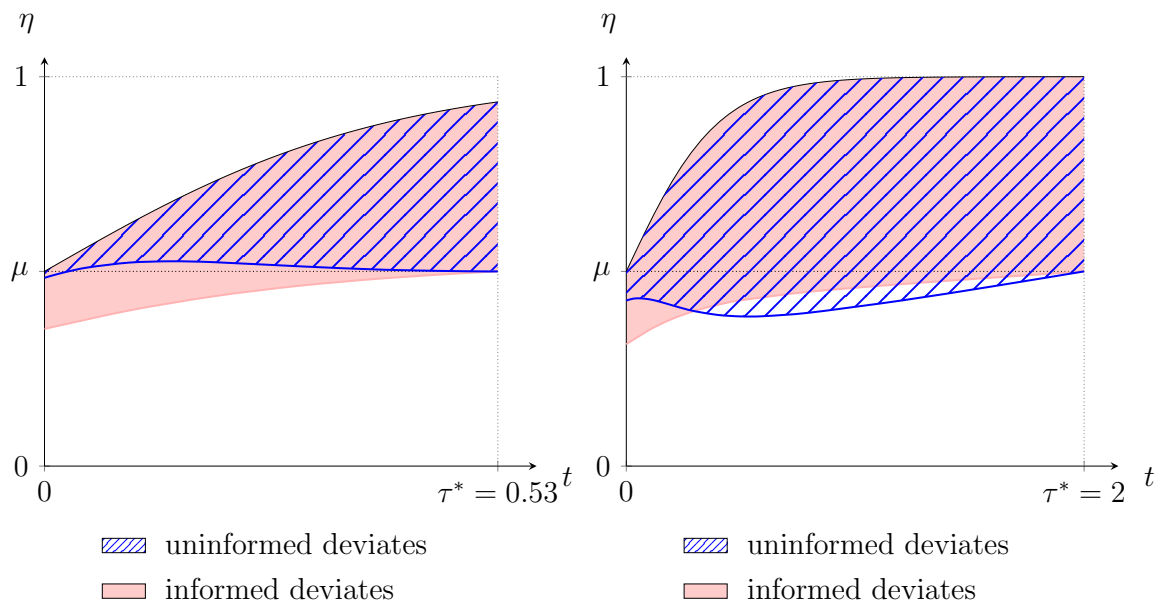 η
1
μ
0
0
τ* = 0.53
t
uninformed deviates
informed deviates
η
1
μ
0
0
τ* = 2
t
uninformed deviates
informed deviates